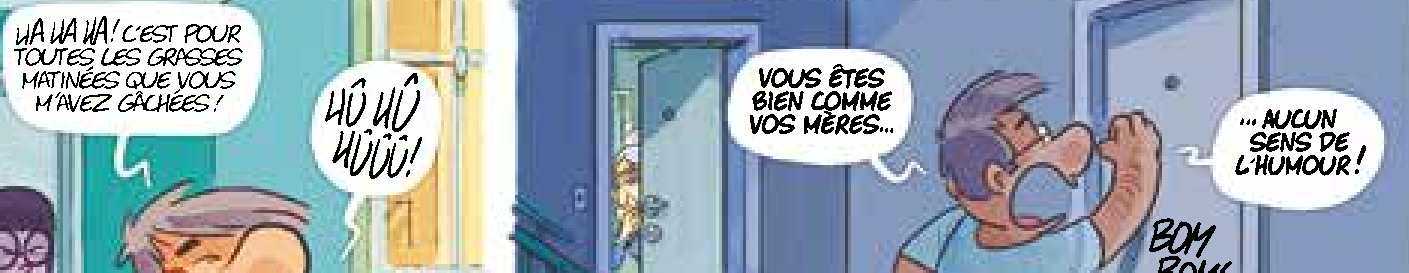 HA HA HA! C'EST POUR
TOUTES LES GRASSES
MATINÉES QUE VOUS
M'AVEZ GÂCHÉES!
HÛ HÛ
HÛÛÛ!
VOUS ÊTES
BIEN COMME
VOS MÈRES...
... AUCUN
SENS DE
L'HUMOUR!
BOM